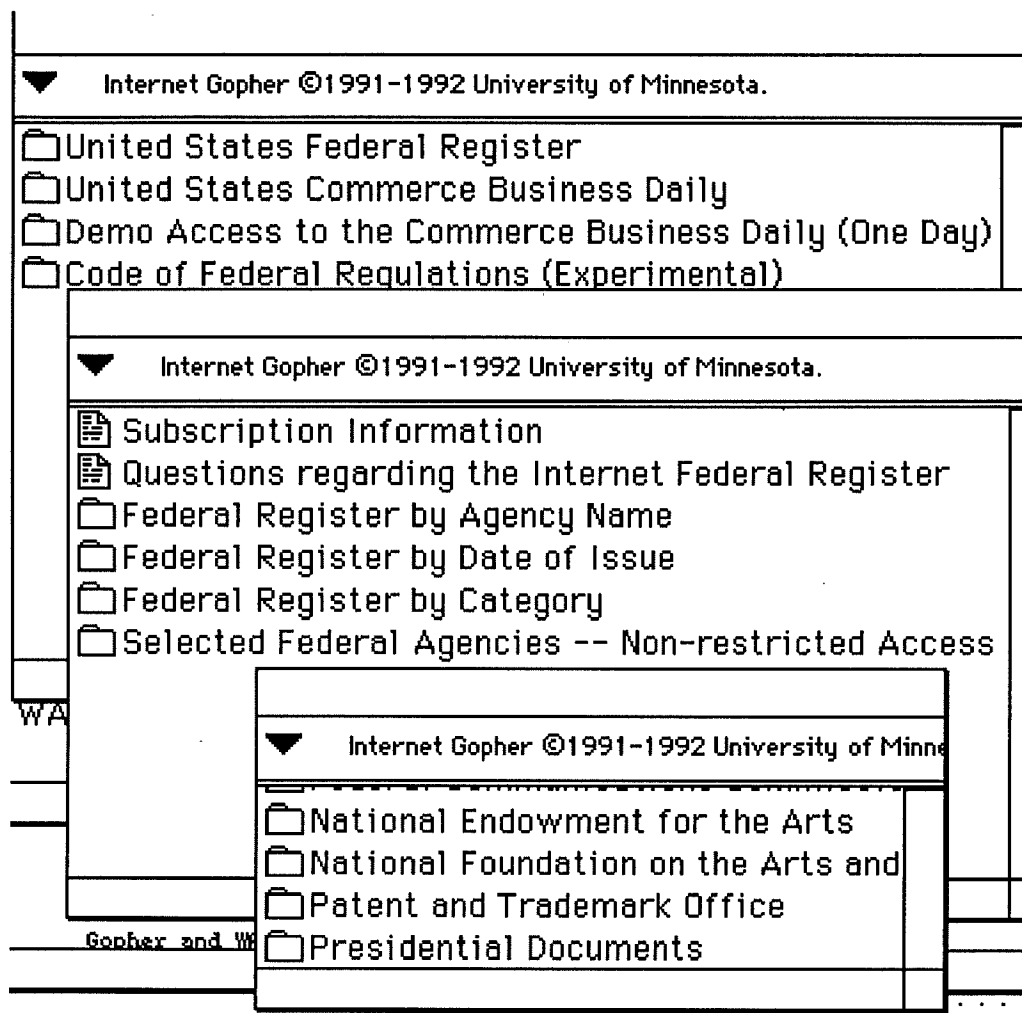 Internet Gopher ©1991-1992 University of Minnesota.
United States Federal Register
United States Commerce Business Daily
Demo Access to the Commerce Business Daily (One Day)
Code of Federal Regulations (Experimental)
Internet Gopher ©1991-1992 University of Minnesota.
Subscription Information
Questions regarding the Internet Federal Register
Federal Register by Agency Name
Federal Register by Date of Issue
Federal Register by Category
Selected Federal Agencies -- Non-restricted Access
WA
Internet Gopher ©1991-1992 University of Minne
National Endowment for the Arts
National Foundation on the Arts and
Patent and Trademark Office
Gopher and
Presidential Documents